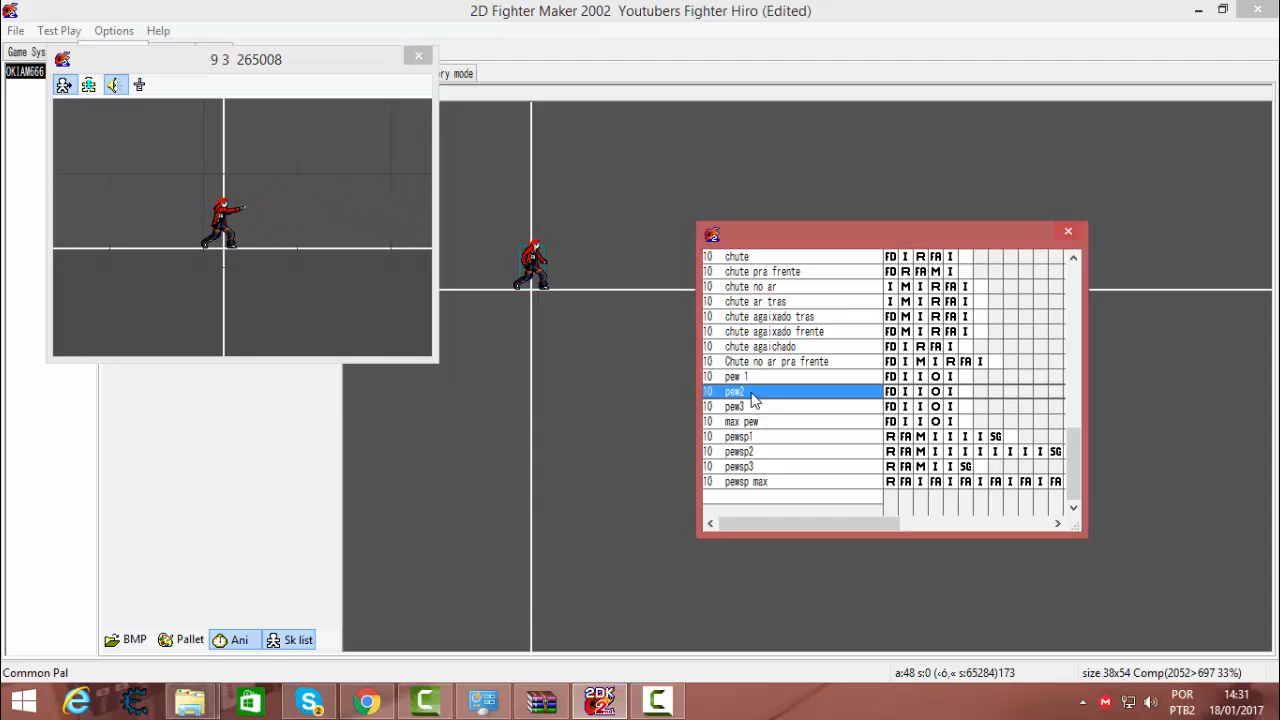 2D Fighter Maker 2002 Youtubers Fighter Hiro (Edited)
File Test Play Options Help
Game Sys
9 3 265008
OKIAM666
ry mode
10 chute FD I R FA I
10 chute pra frente FD R FA M I
10 chute no ar I M I R FA I
10 chute ar tras I M I R FA I
10 chute agaixado tras FD M I R FA I
10 chute agaixado frente FD M I R FA I
10 chute agaichado FD I R FA I
10 Chute no ar pra frente FD I M I R FA I
10 pew 1 FD I I O I
10 pew2 FD I I O I
10 pew3 FD I I O I
10 max pew FD I I O I
10 pewsp1 R FA M I I I I SG
10 pewsp2 R FA M I I I I I I I I SG
10 pewsp3 R FA M I I SG
10 pewsp max R FA I FA I FA I FA I FA I FA
BMP Pallet Ani Sk list
Common Pal
a:48 s:0 (‹ó‚« s:65284)173
size 38x54 Comp(2052>697 33%)
2DK
POR
PTB2
14:31
18/01/2017